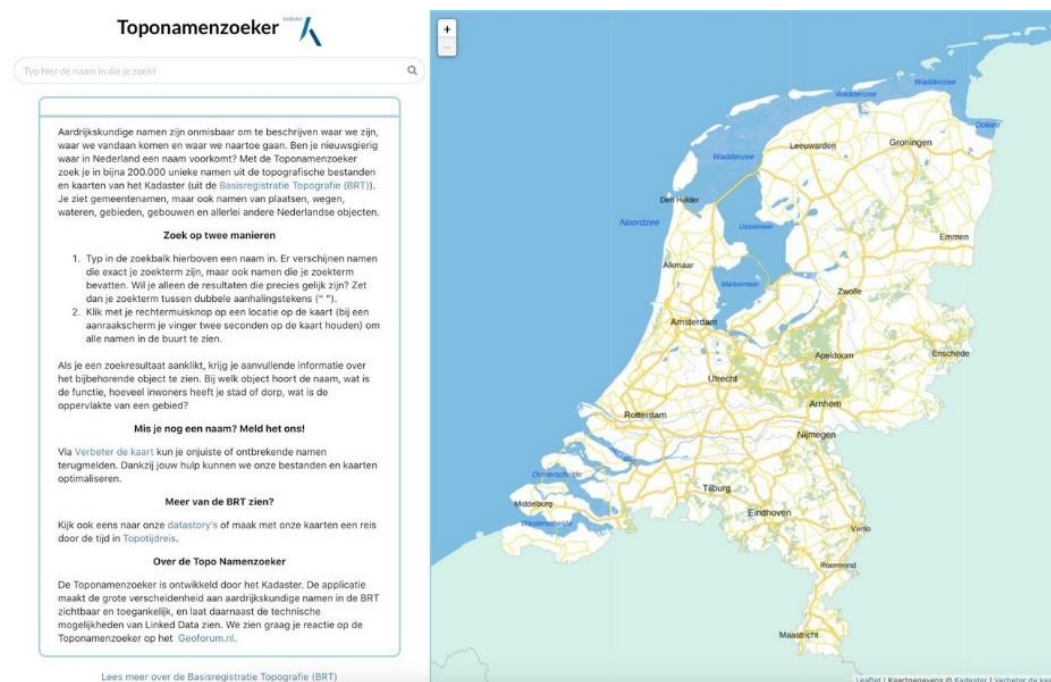 Toponamenzoeker
kadaster
Typ hier de naam in die je zoekt
Aardrijkskundige namen zijn onmisbaar om te beschrijven waar we zijn,
waar we vandaan komen en waar we naartoe gaan. Ben je nieuwsgierig
waar in Nederland een naam voorkomt? Met de Toponamenzoeker
zoek je in bijna 200.000 unieke namen uit de topografische bestanden
en kaarten van het Kadaster (uit de Basisregistratie Topografie (BRT)).
Je ziet gemeentenamen, maar ook namen van plaatsen, wegen,
wateren, gebieden, gebouwen en allerlei andere Nederlandse objecten.
Zoek op twee manieren
1. Typ in de zoekbalk hierboven een naam in. Er verschijnen namen
die exact je zoekterm zijn, maar ook namen die je zoekterm
bevatten. Wil je alleen de resultaten die precies gelijk zijn? Zet
dan je zoekterm tussen dubbele aanhalingstekens (“ ”).
2. Klik met je rechtermuisknop op een locatie op de kaart (bij een
aanraakscherm je vinger twee seconden op de kaart houden) om
alle namen in de buurt te zien.
Als je een zoekresultaat aanklikt, krijg je aanvullende informatie over
het bijbehorende object te zien. Bij welk object hoort de naam, wat is
de functie, hoeveel inwoners heeft je stad of dorp, wat is de
oppervlakte van een gebied?
Mis je nog een naam? Meld het ons!
Via Verbeter de kaart kun je onjuiste of ontbrekende namen
terugmelden. Dankzij jouw hulp kunnen we onze bestanden en kaarten
optimaliseren.
Meer van de BRT zien?
Kijk ook eens naar onze datastory's of maak met onze kaarten een reis
door de tijd in Topotijdreis.
Over de Topo Namenzoeker
De Toponamenzoeker is ontwikkeld door het Kadaster. De applicatie
maakt de grote verscheidenheid aan aardrijkskundige namen in de BRT
zichtbaar en toegankelijk, en laat daarnaast de technische
mogelijkheden van Linked Data zien. We zien graag je reactie op de
Toponamenzoeker op het Geoforum.nl.
Lees meer over de Basisregistratie Topografie (BRT)
+
−
Waddenzee
Waddenzee
Waddenzee
Dollard
Groningen
Leeuwarden
Waddenzee
Den Helder
Noordzee
IJsselmeer
Emmen
Alkmaar
Markermeer
Zwolle
Amsterdam
Apeldoorn
Enschede
Utrecht
Arnhem
Rotterdam
Nijmegen
Oosterschelde
Tilburg
Middelburg
Eindhoven
Westerschelde
Venlo
Roermond
Maastricht
Leaflet | Kaartgegevens © Kadaster | Verbeter de kaa